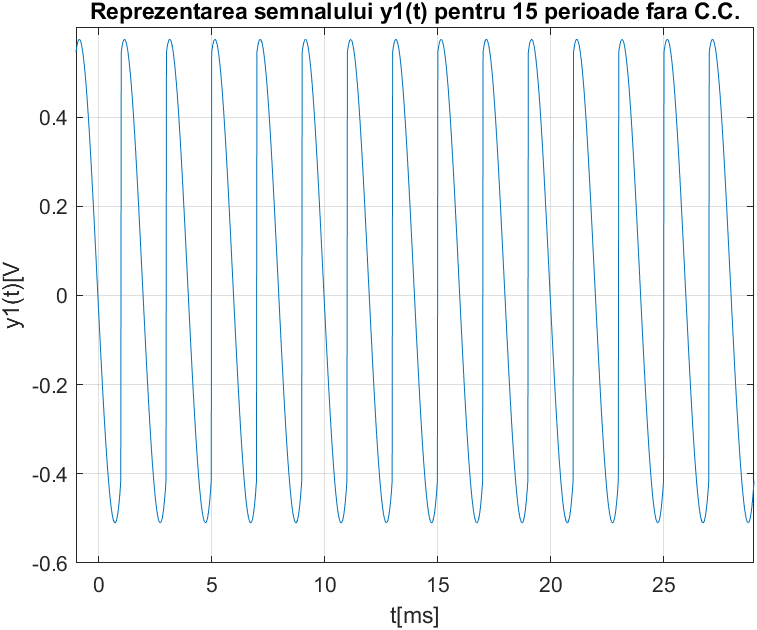 Reprezentarea semnalului y1(t) pentru 15 perioade fara C.C.
y1(t)[V
0.4
0.2
0
-0.2
-0.4
-0.6
0 5 10 15 20 25
t[ms]